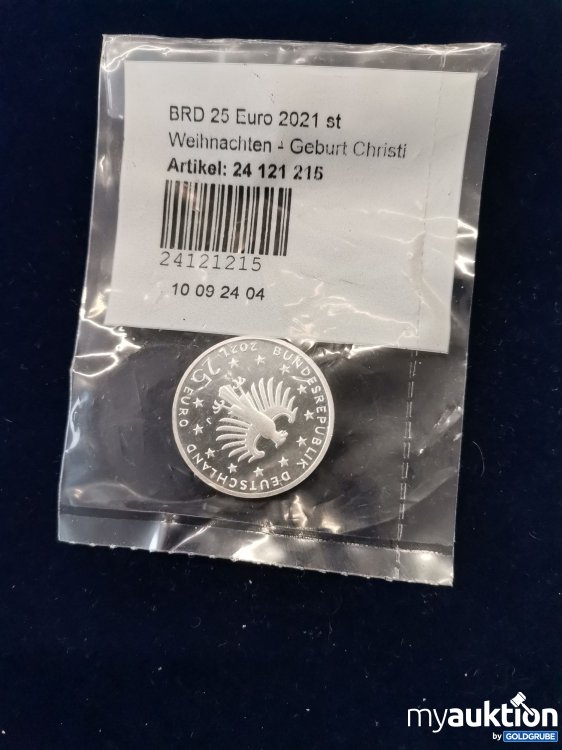 BRD 25 Euro 2021 st
Weihnachten - Geburt Christi
Artikel: 24 121 215
24121215
10 09 24 04
BUNDESREPUBLIK DEUTSCHLAND
25 EURO 2021
myauktion
by GOLDGRUBE